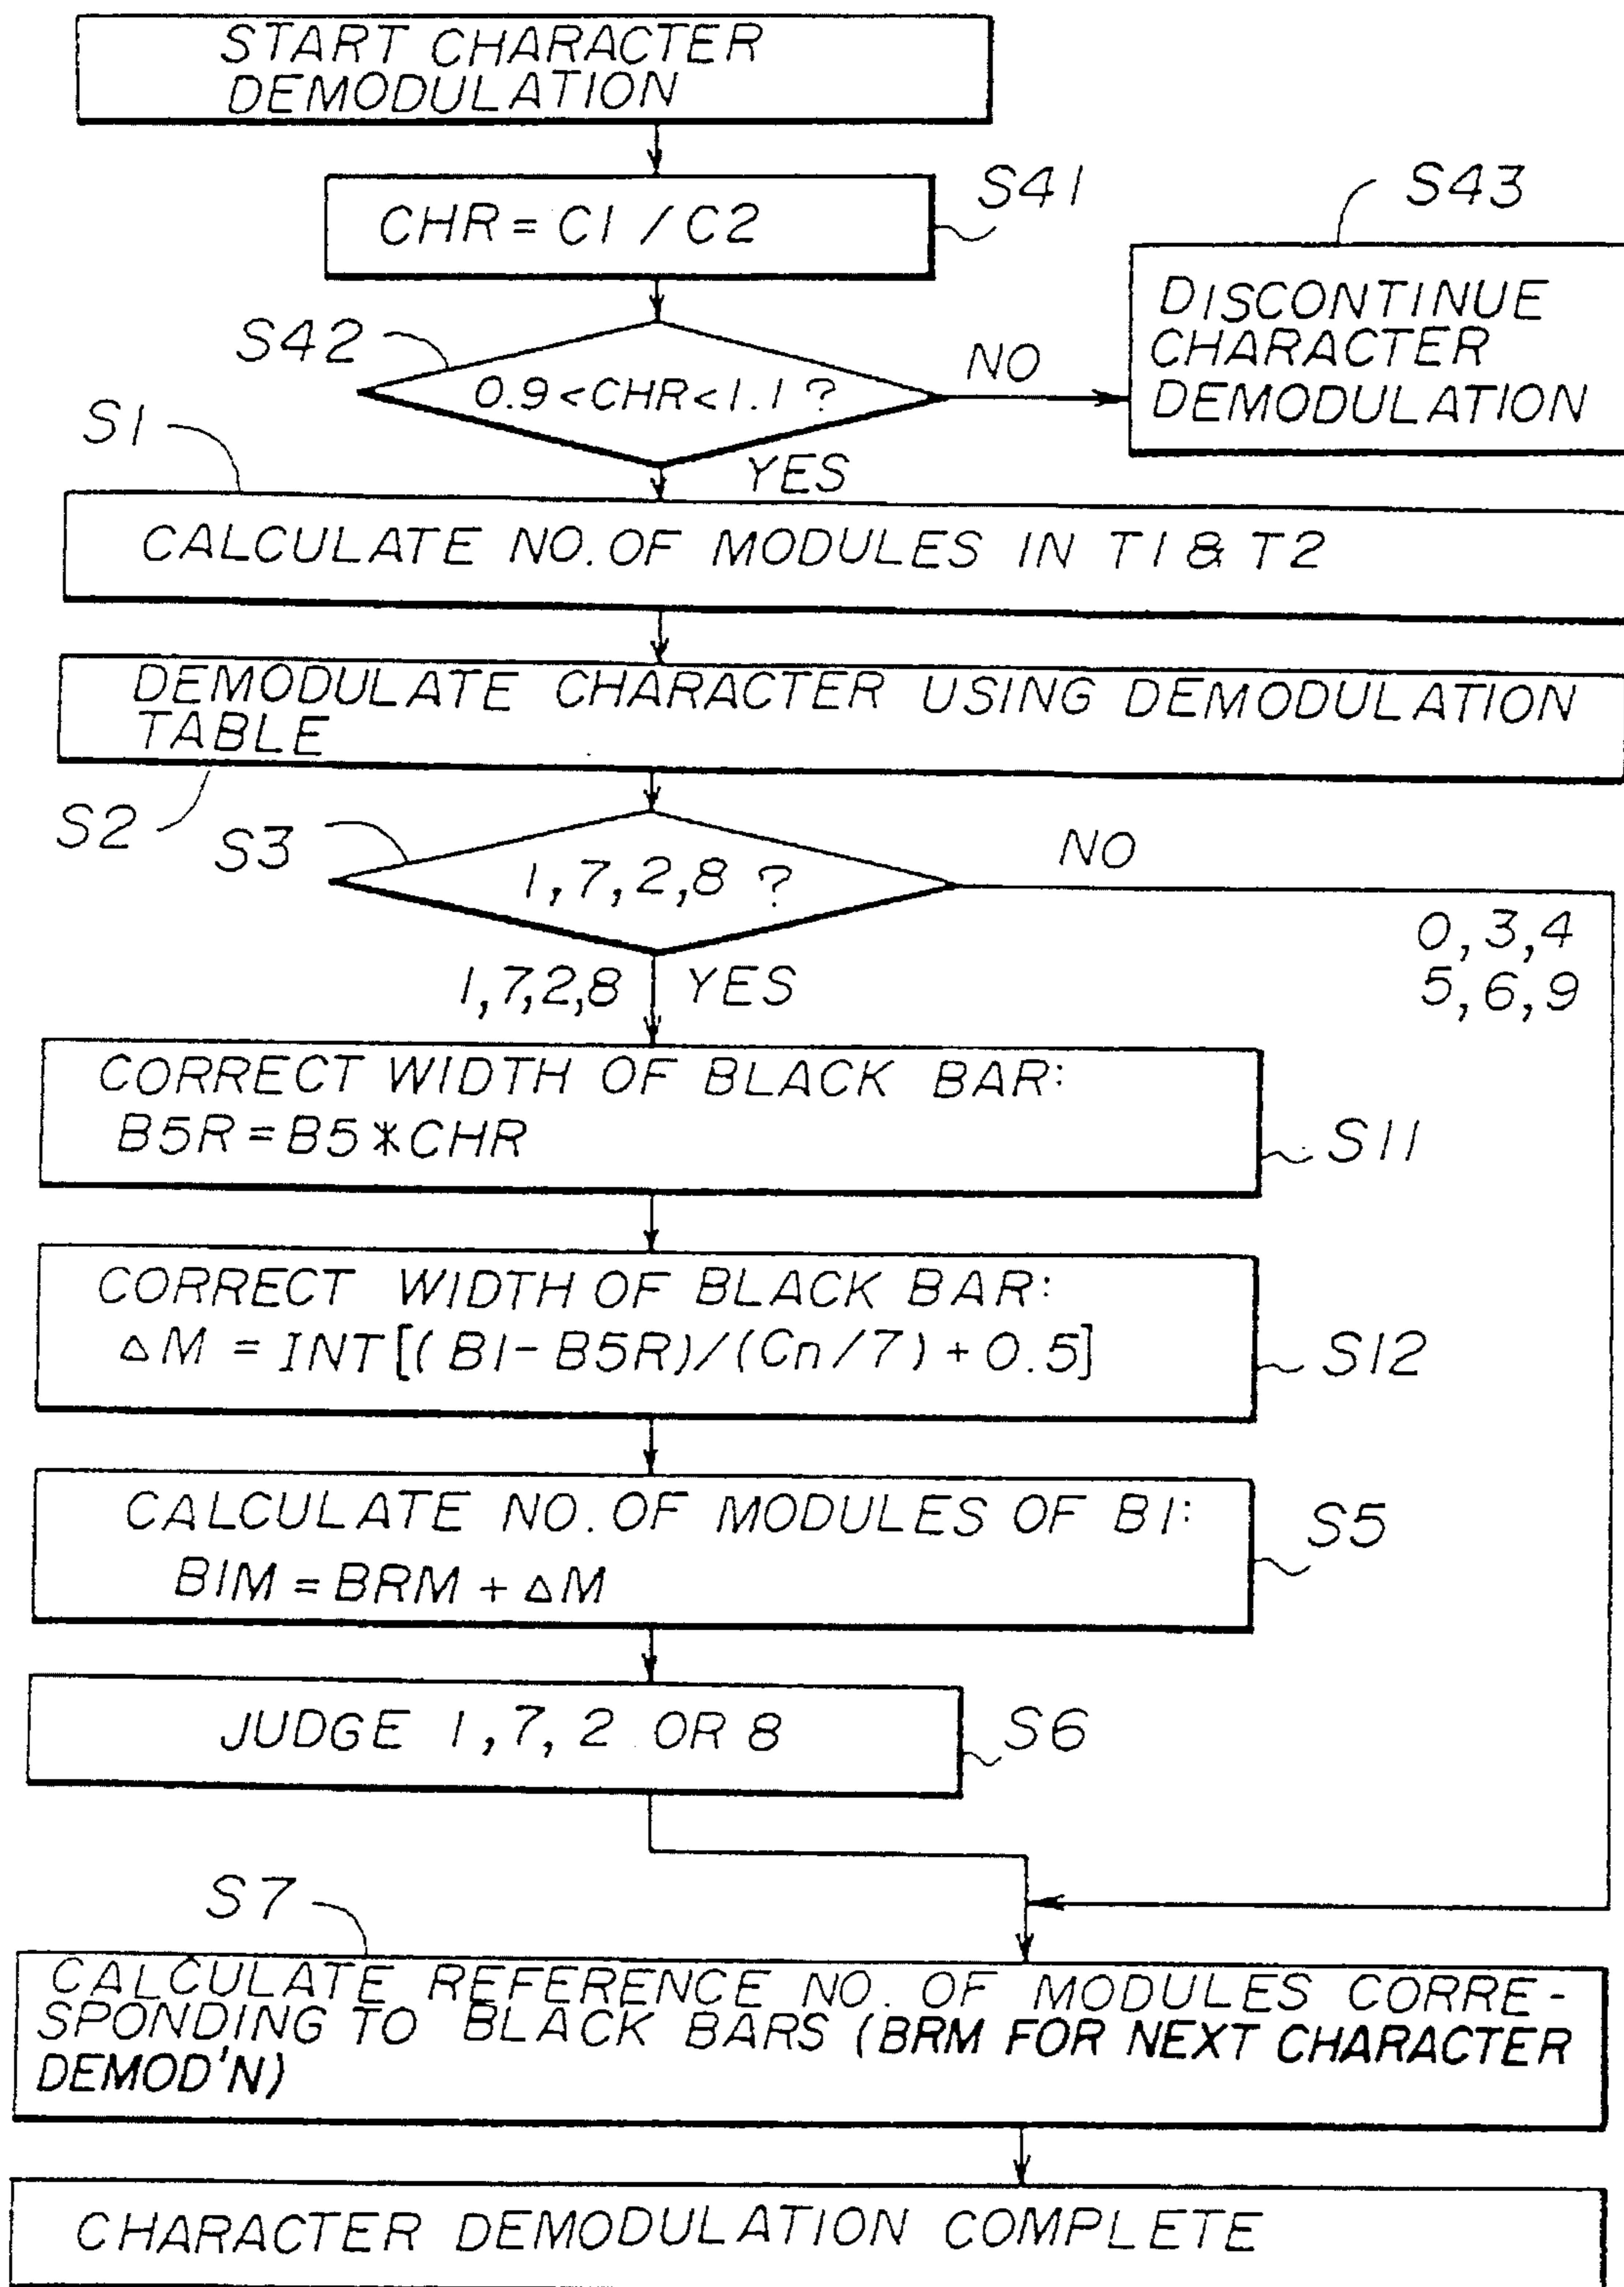 START CHARACTER
DEMODULATION
CHR = C1 / C2
S41
S43
DISCONTINUE
CHARACTER
DEMODULATION
S42
0.9 < CHR < 1.1 ?
NO
S1
YES
CALCULATE NO. OF MODULES IN T1 & T2
DEMODULATE CHARACTER USING DEMODULATION
TABLE
S2
S3
1, 7, 2, 8 ?
NO
0, 3, 4
5, 6, 9
1, 7, 2, 8
YES
CORRECT WIDTH OF BLACK BAR:
B5R = B5 * CHR
S11
CORRECT WIDTH OF BLACK BAR:
△M = INT [(B1 - B5R) / (Cn / 7) + 0.5]
S12
CALCULATE NO. OF MODULES OF B1:
B1M = BRM + △M
S5
JUDGE 1, 7, 2 OR 8
S6
S7
CALCULATE REFERENCE NO. OF MODULES CORRE-
SPONDING TO BLACK BARS (BRM FOR NEXT CHARACTER
DEMOD'N)
CHARACTER DEMODULATION COMPLETE